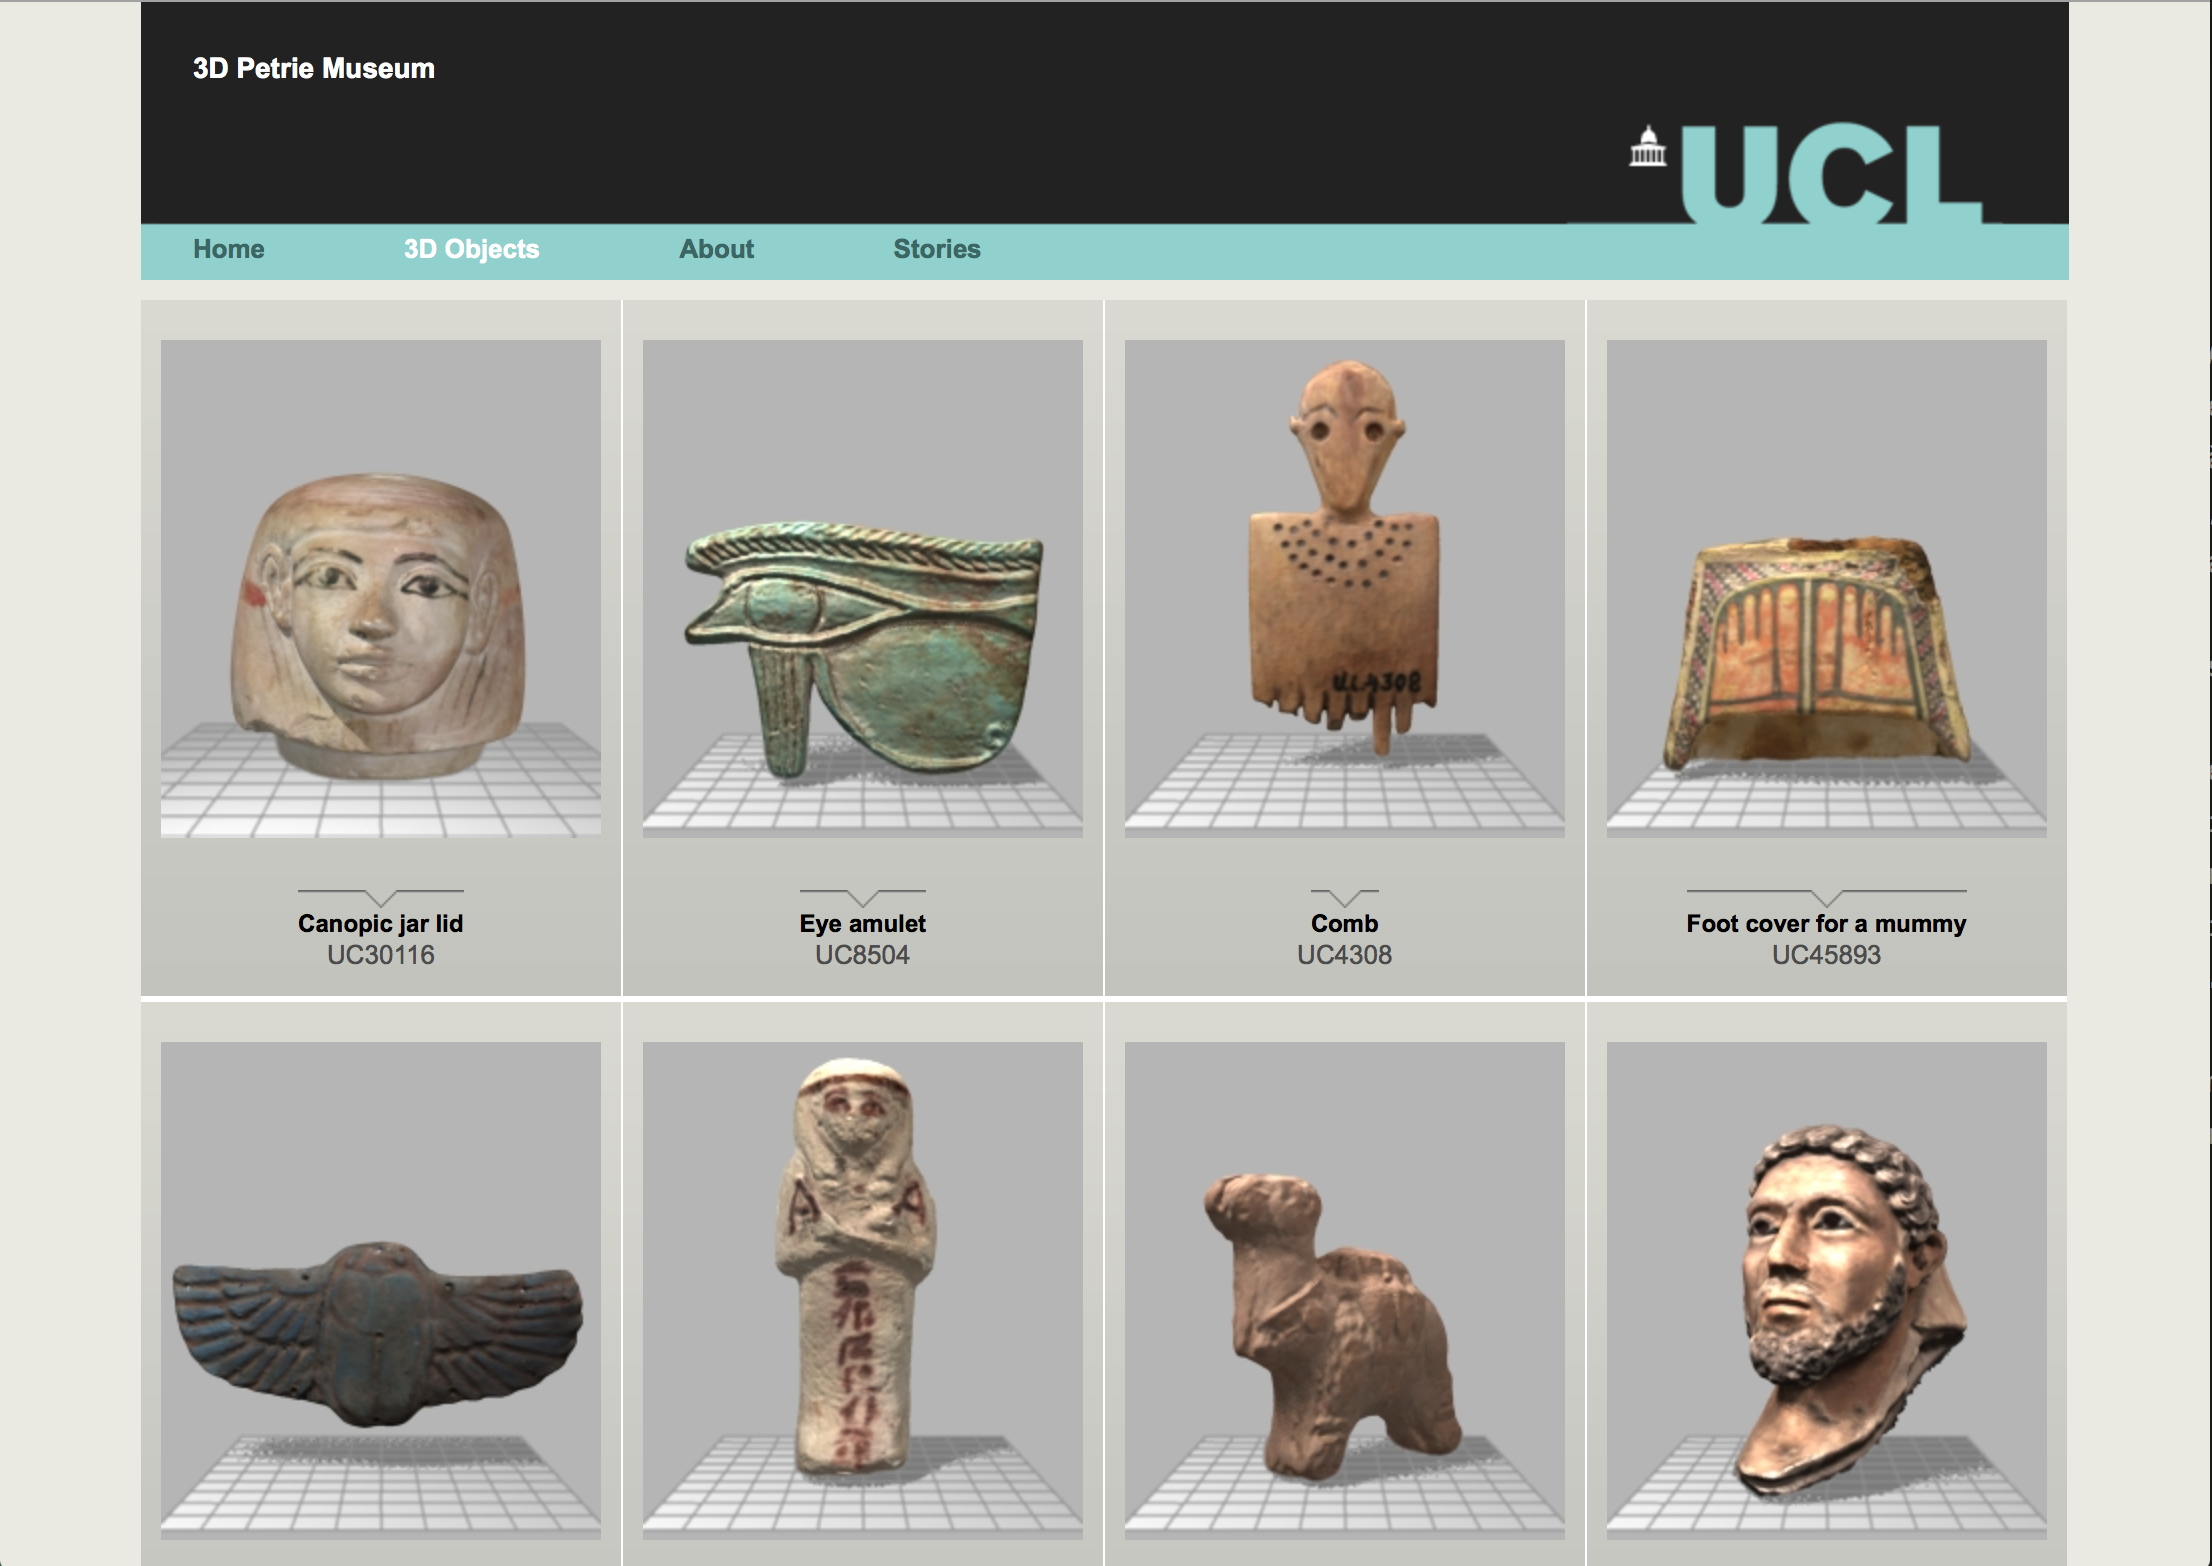 3D Petrie Museum
UCL
Home 3D Objects About Stories
UC4308
Canopic jar lid
UC30116
Eye amulet
UC8504
Comb
UC4308
Foot cover for a mummy
UC45893